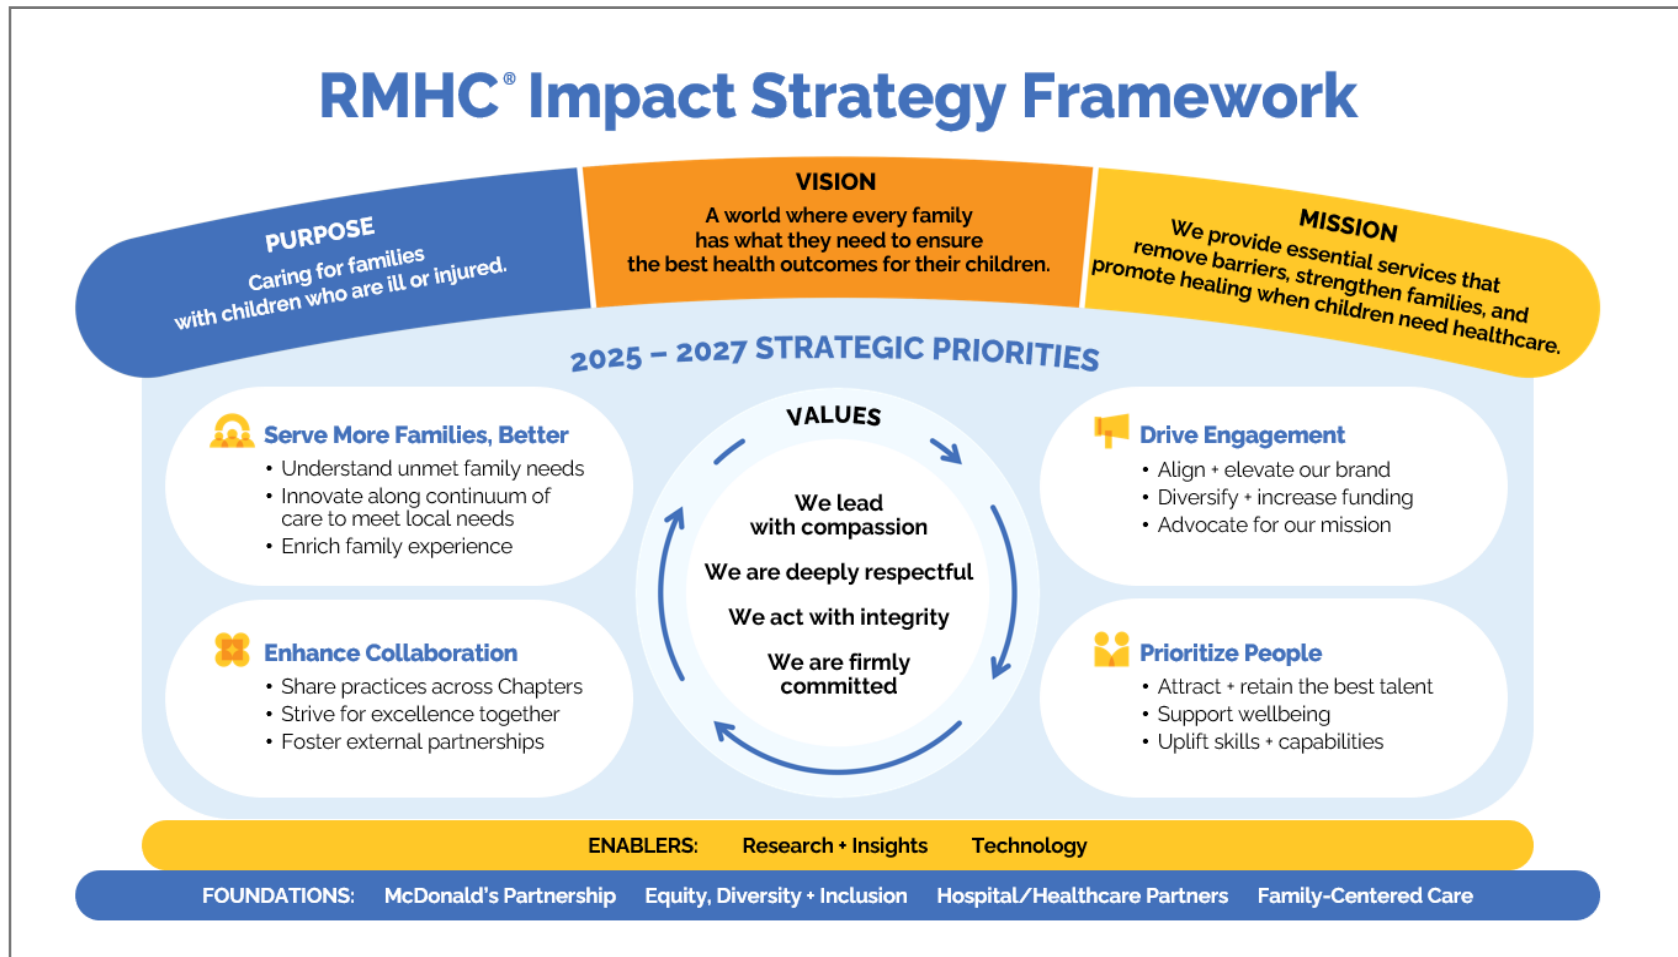 RMHC® Impact Strategy Framework
PURPOSE
Caring for families
with children who are ill or injured.
VISION
A world where every family
has what they need to ensure
the best health outcomes for their children.
MISSION
We provide essential services that
remove barriers, strengthen families, and
promote healing when children need healthcare.
2025 – 2027 STRATEGIC PRIORITIES
Serve More Families, Better
• Understand unmet family needs
• Innovate along continuum of
care to meet local needs
• Enrich family experience
Enhance Collaboration
• Share practices across Chapters
• Strive for excellence together
• Foster external partnerships
VALUES
We lead
with compassion
We are deeply respectful
We act with integrity
We are firmly
committed
Drive Engagement
• Align + elevate our brand
• Diversify + increase funding
• Advocate for our mission
Prioritize People
• Attract + retain the best talent
• Support wellbeing
• Uplift skills + capabilities
ENABLERS: Research + Insights Technology
FOUNDATIONS: McDonald's Partnership Equity, Diversity + Inclusion Hospital/Healthcare Partners Family-Centered Care